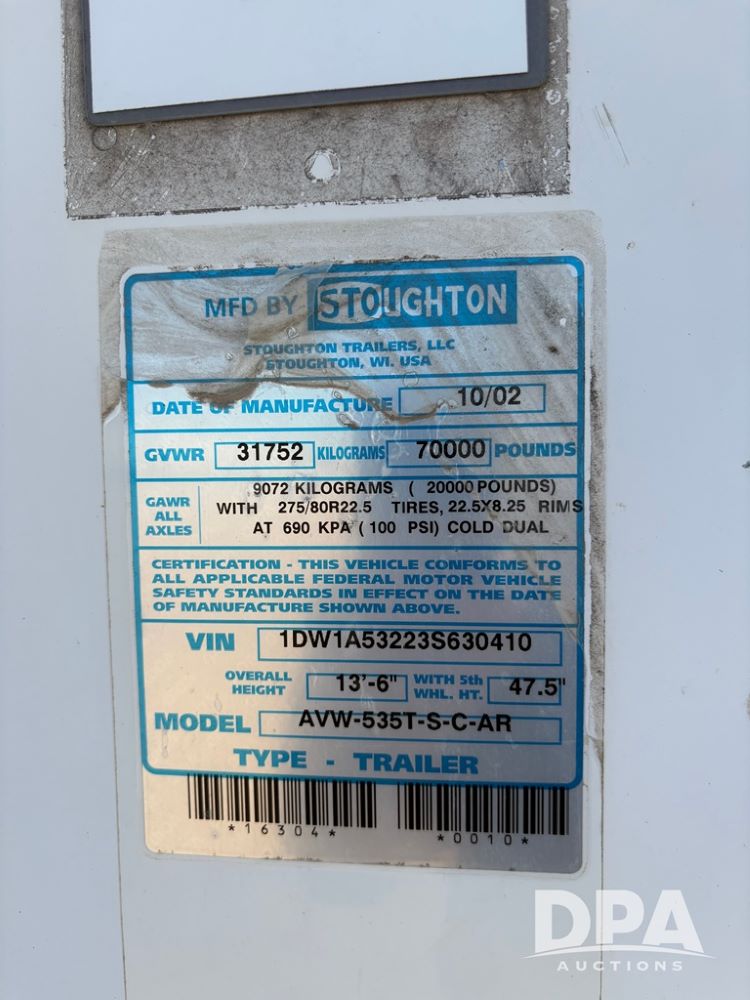 MFD BY STOUGHTON
STOUGHTON TRAILERS, LLC
STOUGHTON, WI. USA
DATE OF MANUFACTURE 10/02
GVWR 31752 KILOGRAMS 70000 POUNDS
GAWR ALL AXLES
9072 KILOGRAMS ( 20000 POUNDS)
WITH 275/80R22.5 TIRES, 22.5X8.25 RIMS
AT 690 KPA ( 100 PSI) COLD DUAL
CERTIFICATION - THIS VEHICLE CONFORMS TO
ALL APPLICABLE FEDERAL MOTOR VEHICLE
SAFETY STANDARDS IN EFFECT ON THE DATE
OF MANUFACTURE SHOWN ABOVE.
VIN 1DW1A53223S630410
OVERALL HEIGHT 13'-6" WITH 5th WHL. HT. 47.5"
MODEL AVW-535T-S-C-AR
TYPE - TRAILER
*16304* *0010*
DPA
AUCTIONS